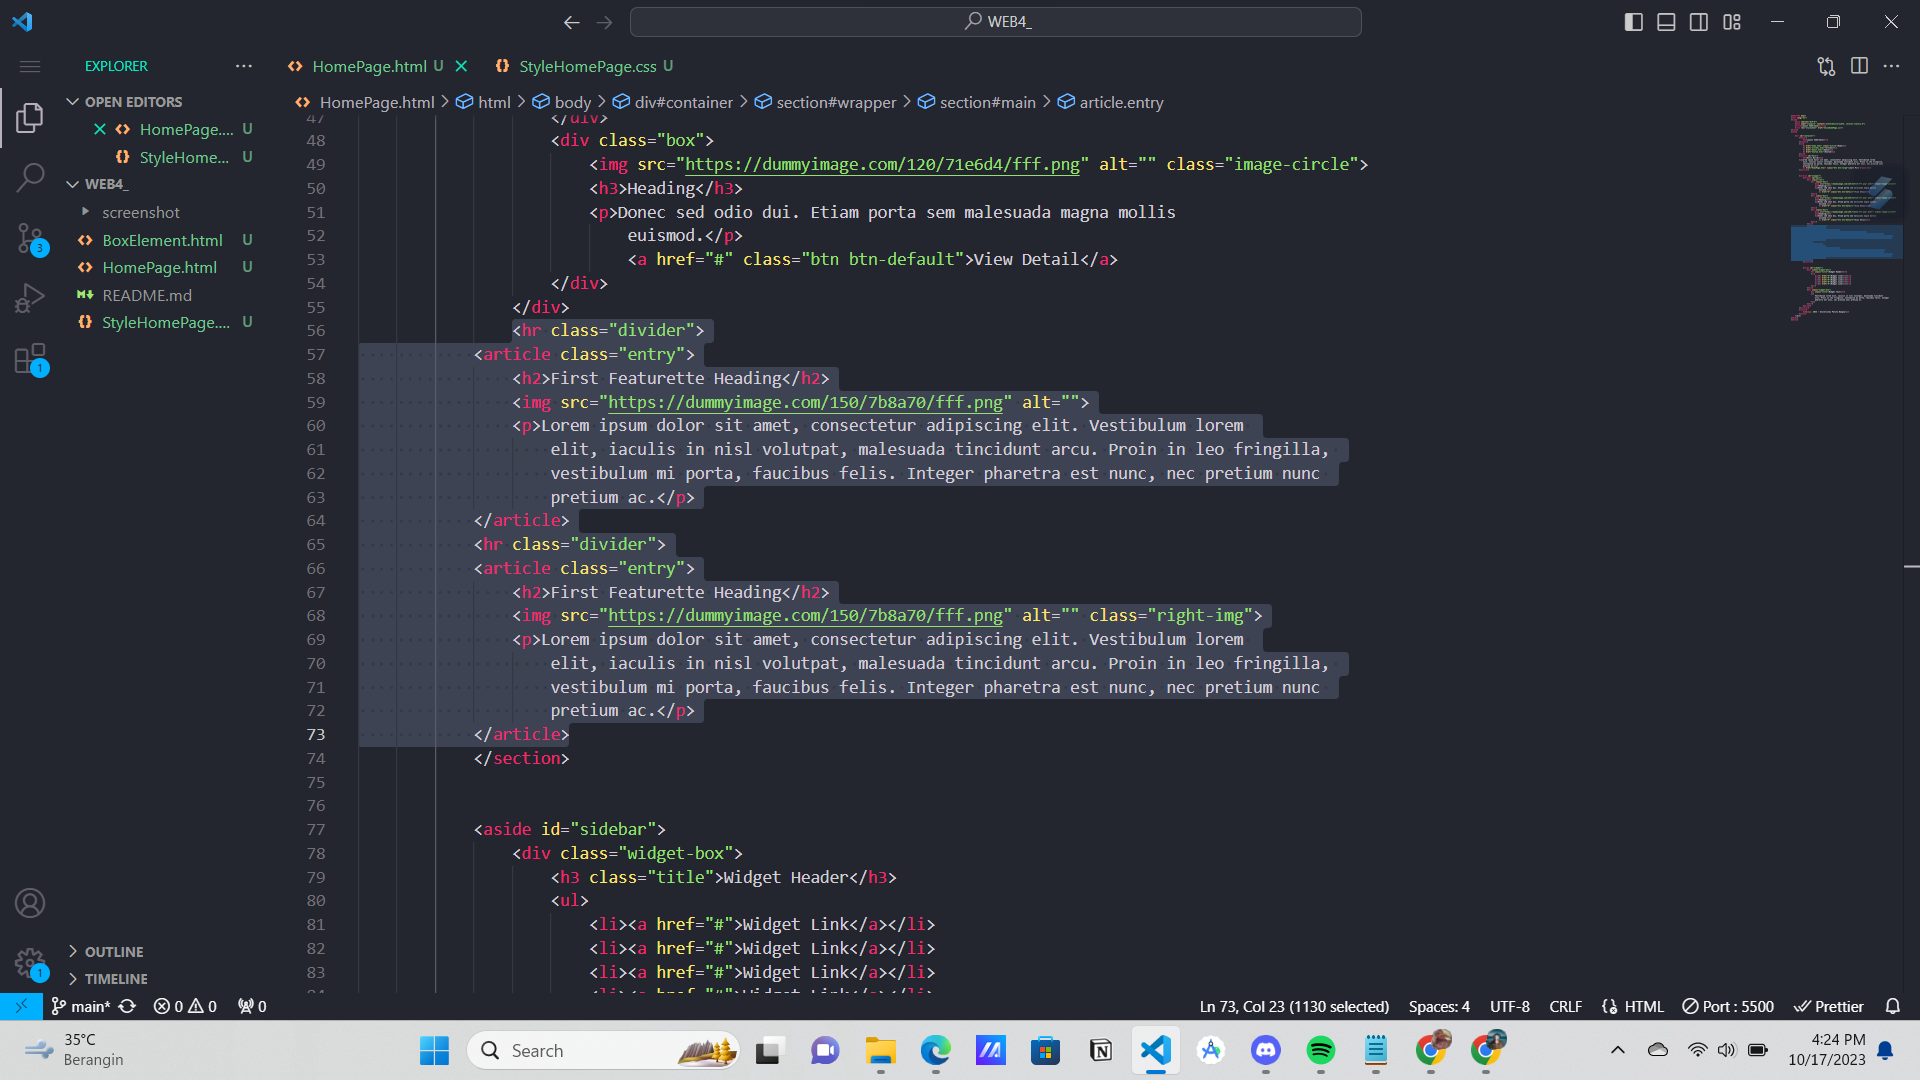 WEB4_
EXPLORER
HomePage.html U
StyleHomePage.css U
OPEN EDITORS
HomePage.... U
StyleHome... U
WEB4_
screenshot
BoxElement.html U
HomePage.html U
README.md
StyleHomePage.... U
3
1
OUTLINE
TIMELINE
1
HomePage.html > html > body > div#container > section#wrapper > section#main > article.entry
47 </div>
48 <div class="box">
49 <img src="https://dummyimage.com/120/71e6d4/fff.png" alt="" class="image-circle">
50 <h3>Heading</h3>
51 <p>Donec sed odio dui. Etiam porta sem malesuada magna mollis
52 euismod.</p>
53 <a href="#" class="btn btn-default">View Detail</a>
54 </div>
55 </div>
56 <hr class="divider">
57 <article class="entry">
58 <h2>First Featurette Heading</h2>
59 <img src="https://dummyimage.com/150/7b8a70/fff.png" alt="">
60 <p>Lorem ipsum dolor sit amet, consectetur adipiscing elit. Vestibulum lorem
61 elit, iaculis in nisl volutpat, malesuada tincidunt arcu. Proin in leo fringilla,
62 vestibulum mi porta, faucibus felis. Integer pharetra est nunc, nec pretium nunc
63 pretium ac.</p>
64 </article>
65 <hr class="divider">
66 <article class="entry">
67 <h2>First Featurette Heading</h2>
68 <img src="https://dummyimage.com/150/7b8a70/fff.png" alt="" class="right-img">
69 <p>Lorem ipsum dolor sit amet, consectetur adipiscing elit. Vestibulum lorem
70 elit, iaculis in nisl volutpat, malesuada tincidunt arcu. Proin in leo fringilla,
71 vestibulum mi porta, faucibus felis. Integer pharetra est nunc, nec pretium nunc
72 pretium ac.</p>
73 </article>
74 </section>
75
76
77 <aside id="sidebar">
78 <div class="widget-box">
79 <h3 class="title">Widget Header</h3>
80 <ul>
81 <li><a href="#">Widget Link</a></li>
82 <li><a href="#">Widget Link</a></li>
83 <li><a href="#">Widget Link</a></li>
84 <li><a href="#">Widget Link</a></li>
main* 0 0 0 Ln 73, Col 23 (1130 selected) Spaces: 4 UTF-8 CRLF HTML Port : 5500 Prettier
35°C
Berangin
Search
4:24 PM
10/17/2023